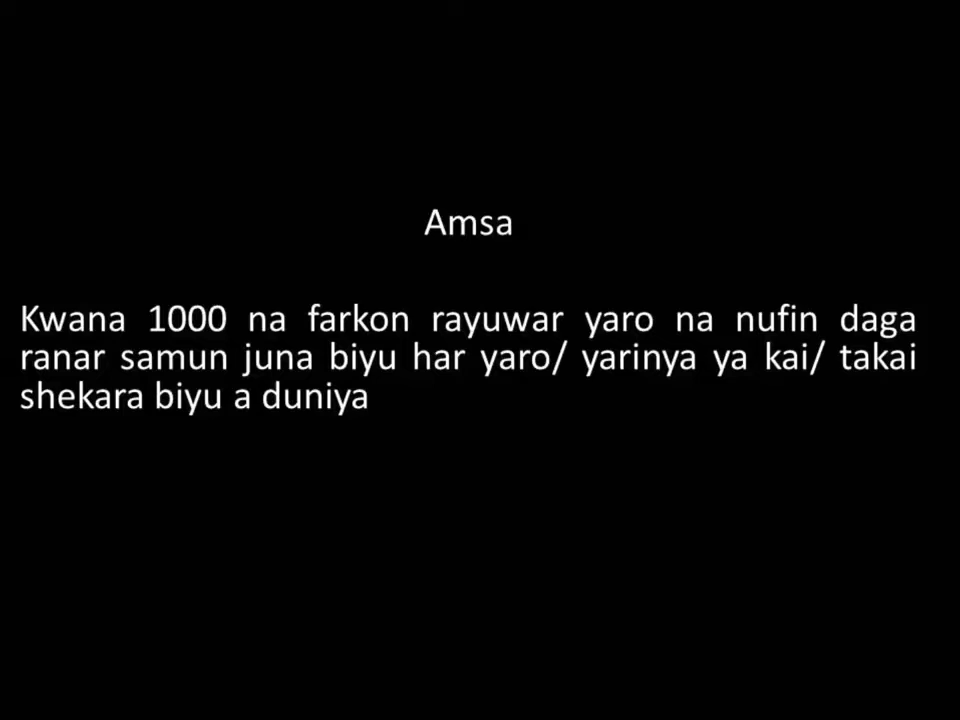 Amsa
Kwana 1000 na farkon rayuwar yaro na nufin daga
ranar samun juna biyu har yaro/ yarinya ya kai/ takai
shekara biyu a duniya